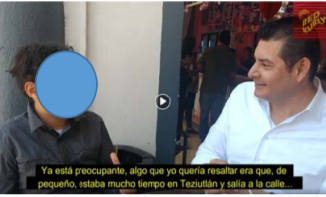 RED
Ya está preocupante, algo que yo quería resaltar era que, de
pequeño, estaba mucho tiempo en Teziutlán y salía a la calle...